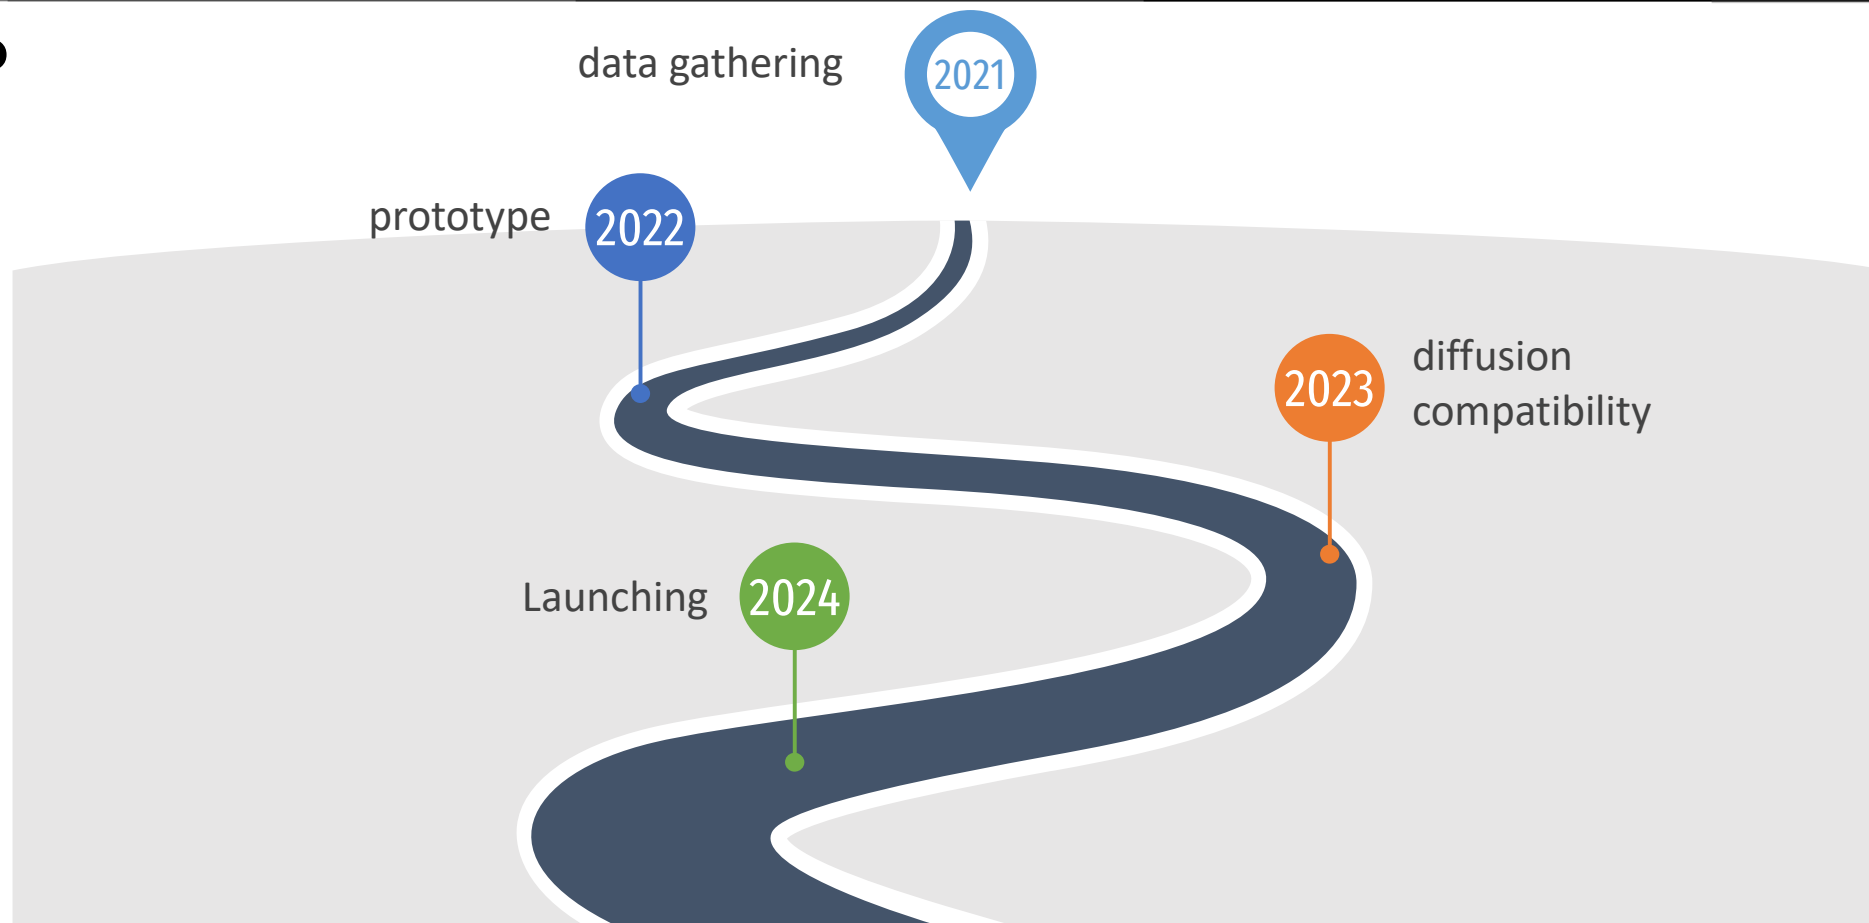 data gathering
2021
prototype
2022
2023
diffusion
compatibility
Launching
2024